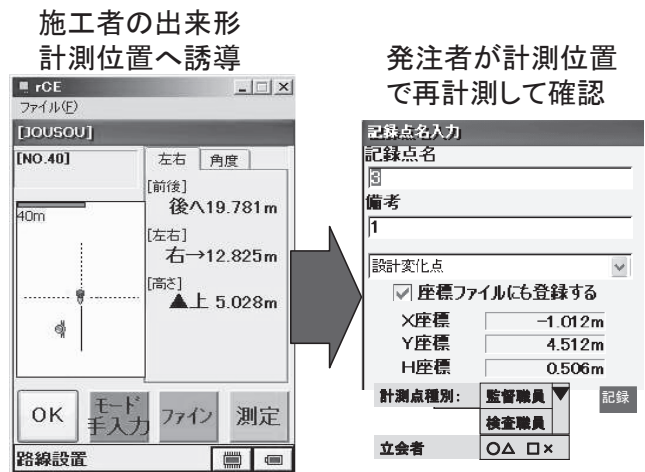 施工者の出来形
計測位置へ誘導
rCE
ファイル(F)
[JOUSOU]
[NO.40]
左右 角度
40m
[前後]
後へ19.781m
[左右]
右→12.825m
[高さ]
▲上 5.028m
OK
モード
手入力
ファイン
測定
路線設置
発注者が計測位置
で再計測して確認
記録点名入力
記録点名
3
備考
1
設計変化点
座標ファイルにも登録する
X座標 -1.012m
Y座標 4.512m
H座標 0.506m
計測点種別: 監督職員 ▼ 記録
検査職員
立会者 ○△ □×